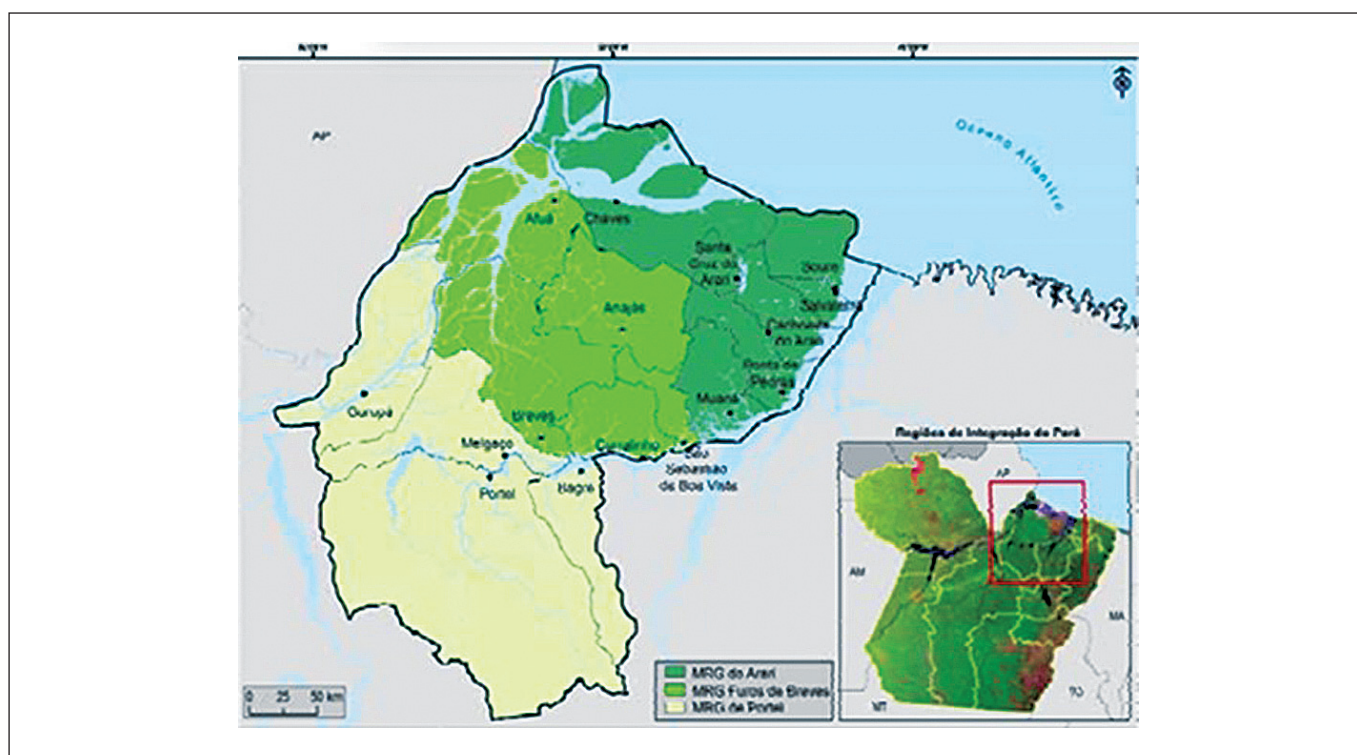 AP
Oceano Atlântico
Afuá
Chaves
Santa
Cruz do
Arari
Soure
Salvaterra
Anajás
Cachoeira
do Arari
Ponta de
Pedras
Muaná
Gurupá
Breves
Curralinho
Melgaço
São
Sebastião
da Boa Vista
Portel
Bagre
Regiões de Integração do Pará
AP
AM
MA
MT
TO
MRG do Arari
MRG Furos de Breves
MRG de Portel
0 25 50 km